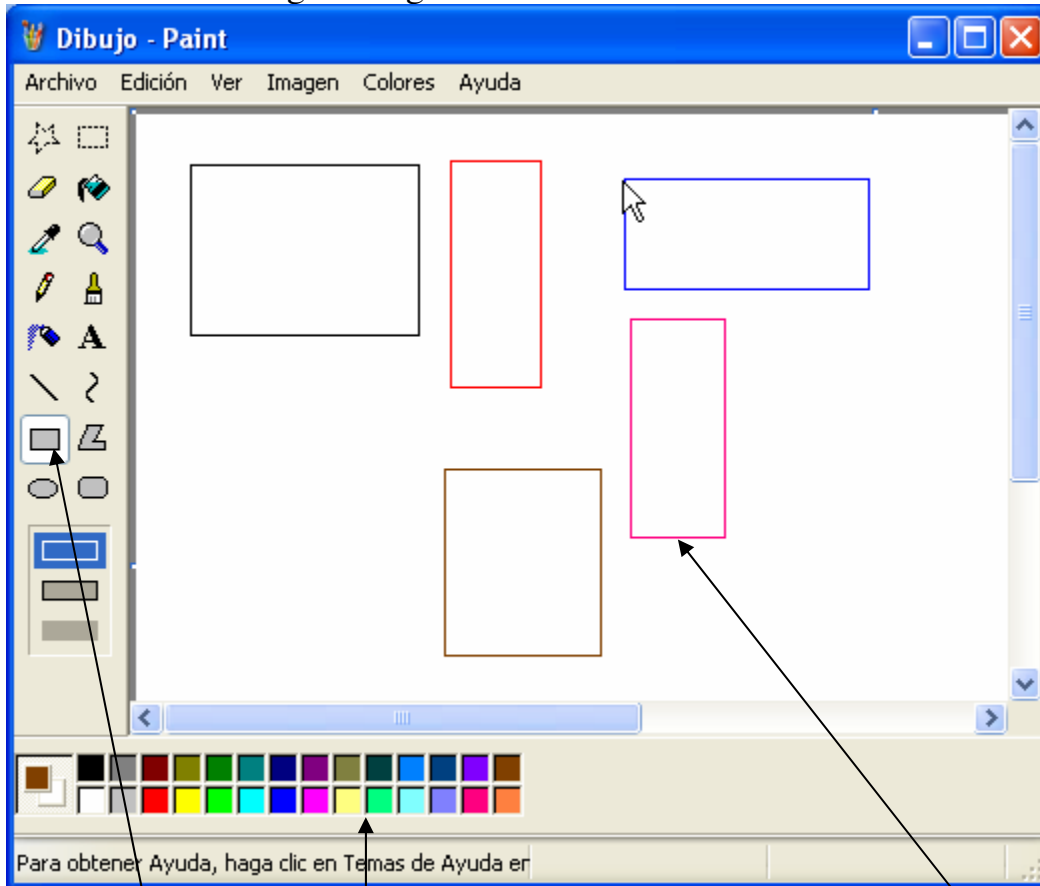 Dibujo - Paint
Archivo Edición Ver Imagen Colores Ayuda
A
Para obtener Ayuda, haga clic en Temas de Ayuda en